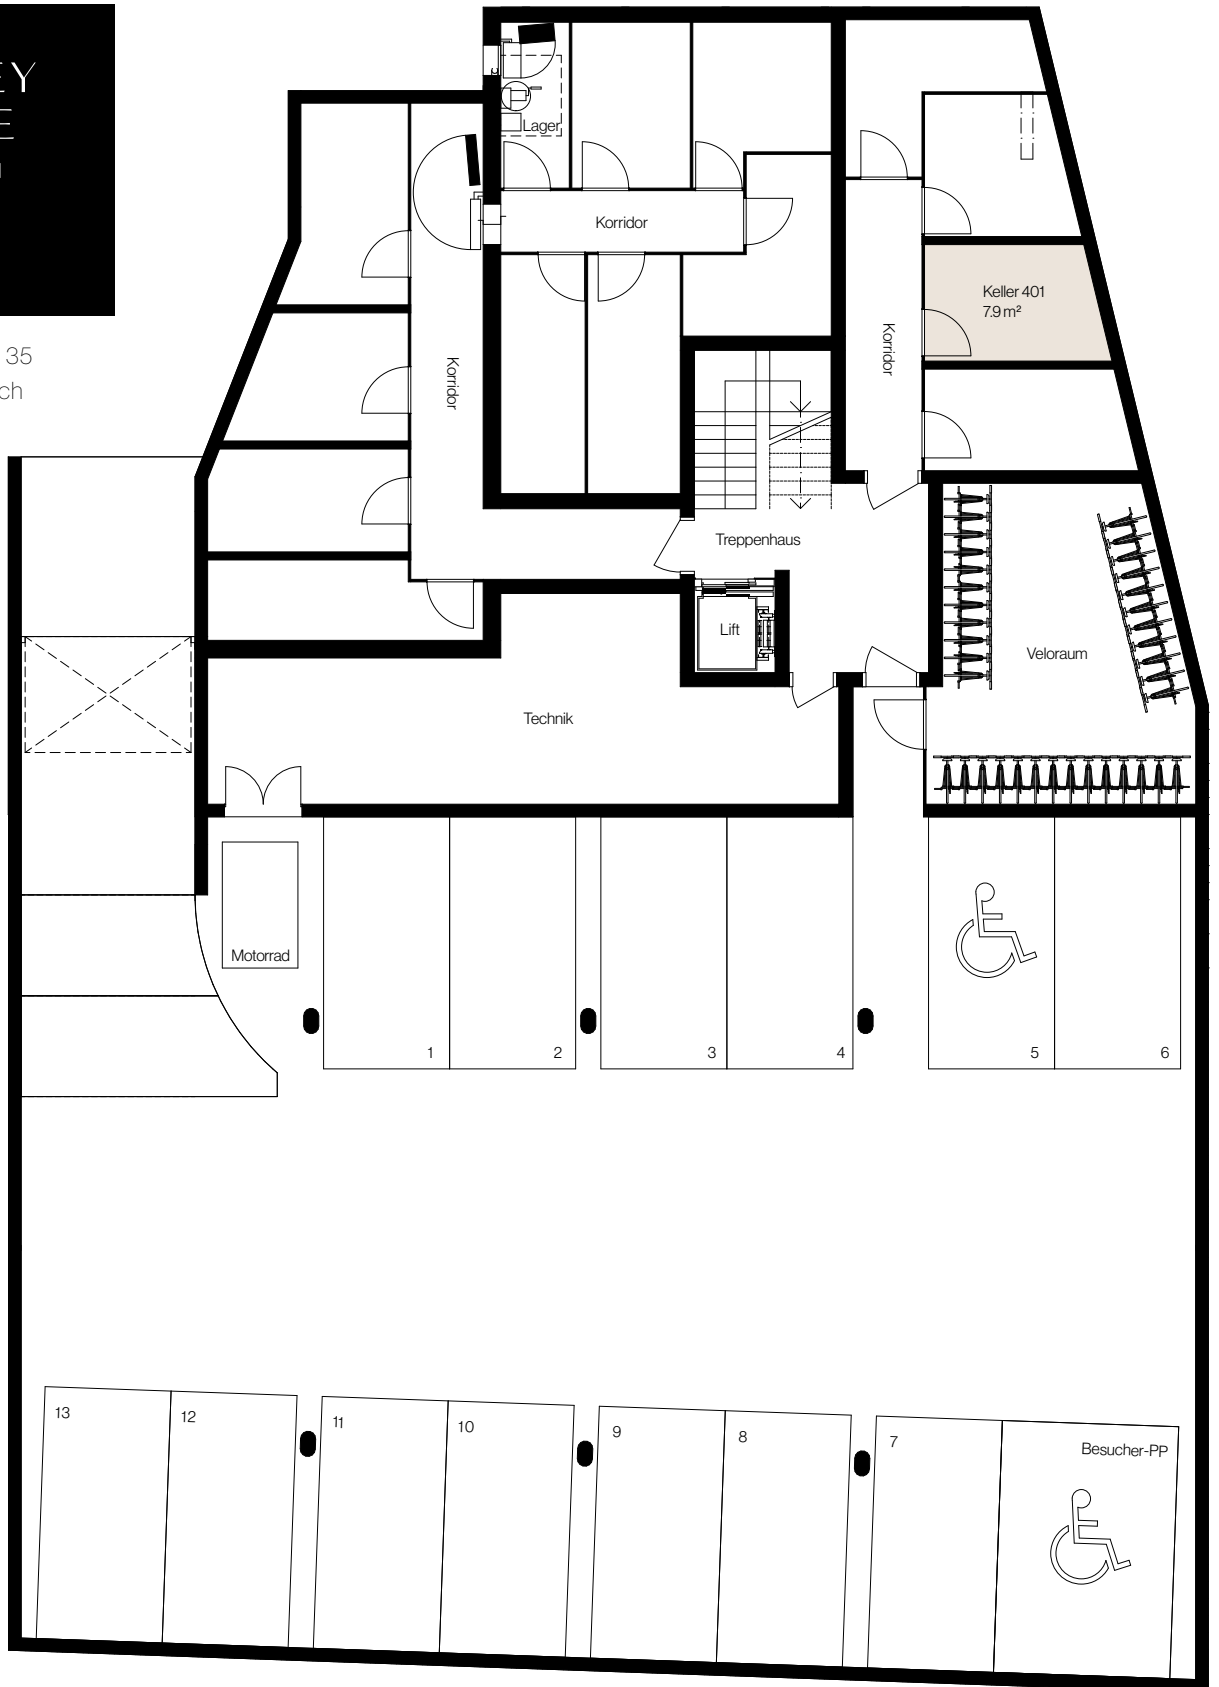 35
Lager
Korridor
Korridor
Korridor
Keller 401
7.9 m²
Treppenhaus
Lift
Veloraum
Technik
Motorrad
1
2
3
4
5
6
13
12
11
10
9
8
7
Besucher-PP